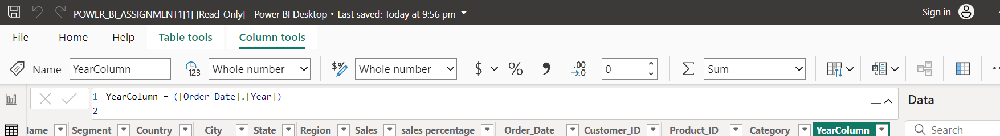 POWER_BI_ASSIGNMENT1[1] [Read-Only] - Power BI Desktop • Last saved: Today at 9:56 pm
Sign in
File Home Help Table tools Column tools
Name YearColumn
123 Whole number
$% Whole number
$ % , .00 →.0 0
Σ Sum
1 YearColumn = ([Order_Date].[Year])
2
Data
Segment Country City State Region Sales sales percentage Order_Date Customer_ID Product_ID Category YearColumn
Search